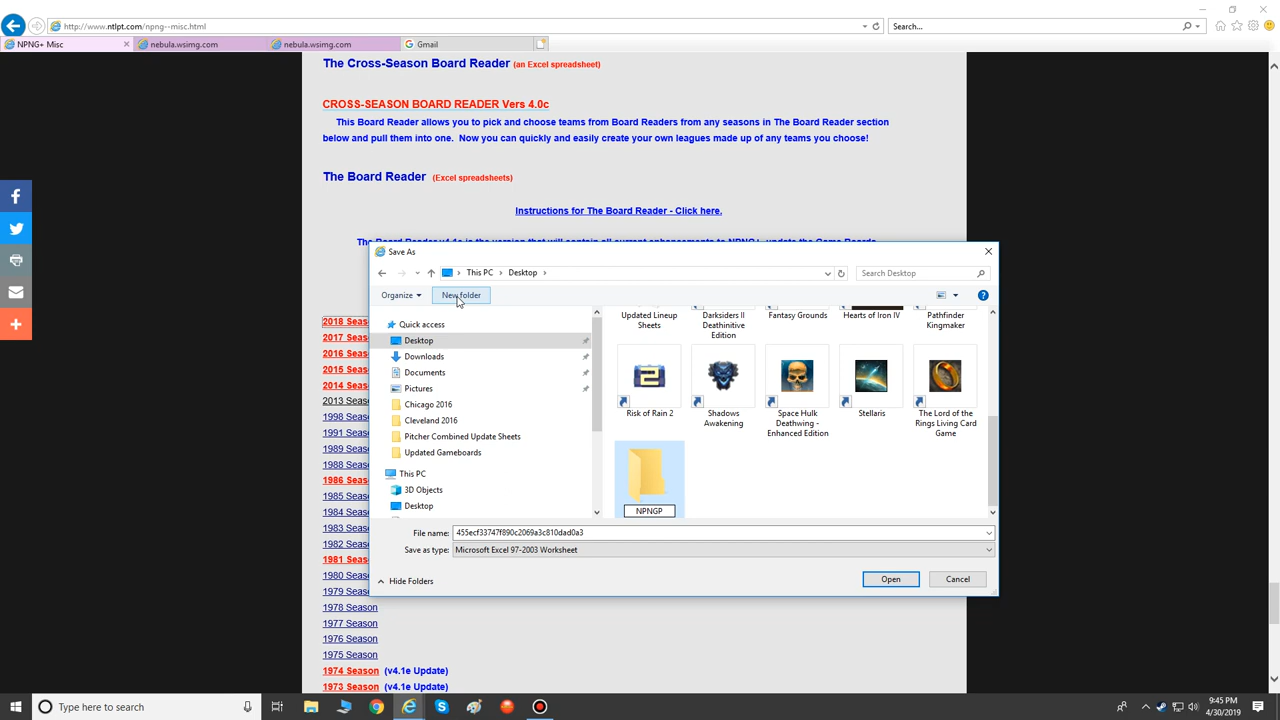 http://www.ntlpt.com/npng--misc.html
Search...
NPNG+ Misc
nebula.wsimg.com
nebula.wsimg.com
Gmail
The Cross-Season Board Reader (an Excel spreadsheet)
CROSS-SEASON BOARD READER Vers 4.0c
This Board Reader allows you to pick and choose teams from Board Readers from any seasons in The Board Reader section
below and pull them into one. Now you can quickly and easily create your own leagues made up of any teams you choose!
The Board Reader (Excel spreadsheets)
Instructions for The Board Reader - Click here.
Save As
This PC
Desktop
Search Desktop
Organize
New folder
Quick access
Desktop
Downloads
Documents
Pictures
Chicago 2016
Cleveland 2016
Pitcher Combined Update Sheets
Updated Gameboards
This PC
3D Objects
Desktop
Updated Lineup
Sheets
Darksiders II
Deathinitive
Edition
Fantasy Grounds
Hearts of Iron IV
Pathfinder
Kingmaker
Risk of Rain 2
Shadows
Awakening
Space Hulk
Deathwing -
Enhanced Edition
Stellaris
The Lord of the
Rings Living Card
Game
NPNGP
File name:
455ecf33747f890c2069a3c810dad0a3
Save as type:
Microsoft Excel 97-2003 Worksheet
Hide Folders
Open
Cancel
2018 Seas
2017 Seas
2016 Seas
2015 Seas
2014 Seas
2013 Seaso
1998 Seaso
1991 Seaso
1989 Seaso
1988 Seaso
1986 Seas
1985 Seaso
1984 Seaso
1983 Seaso
1982 Seaso
1981 Seas
1980 Seaso
1979 Seaso
1978 Season
1977 Season
1976 Season
1975 Season
1974 Season (v4.1e Update)
1973 Season (v4.1e Update)
Type here to search
9:45 PM
4/30/2019